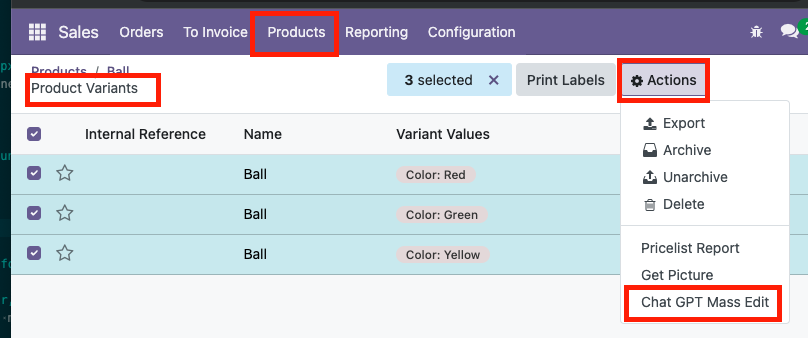 Sales Orders To Invoice Products Reporting Configuration
Products / Ball
Product Variants
3 selected × Print Labels Actions
Internal Reference Name Variant Values
Ball Color: Red
Ball Color: Green
Ball Color: Yellow
Export
Archive
Unarchive
Delete
Pricelist Report
Get Picture
Chat GPT Mass Edit